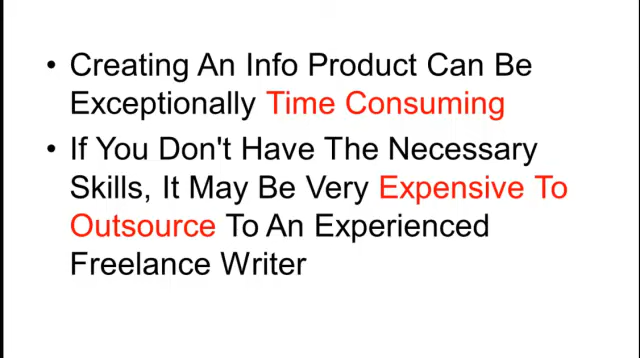 • Creating An Info Product Can Be
Exceptionally Time Consuming
• If You Don't Have The Necessary
Skills, It May Be Very Expensive To
Outsource To An Experienced
Freelance Writer